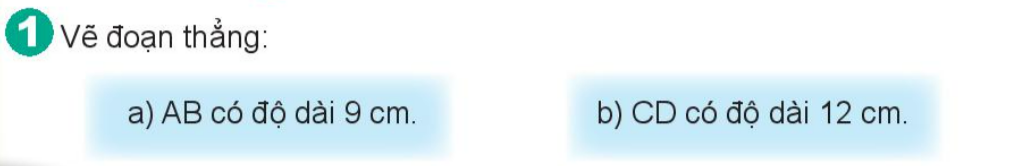 1 Vẽ đoạn thẳng:
a) AB có độ dài 9 cm.
b) CD có độ dài 12 cm.